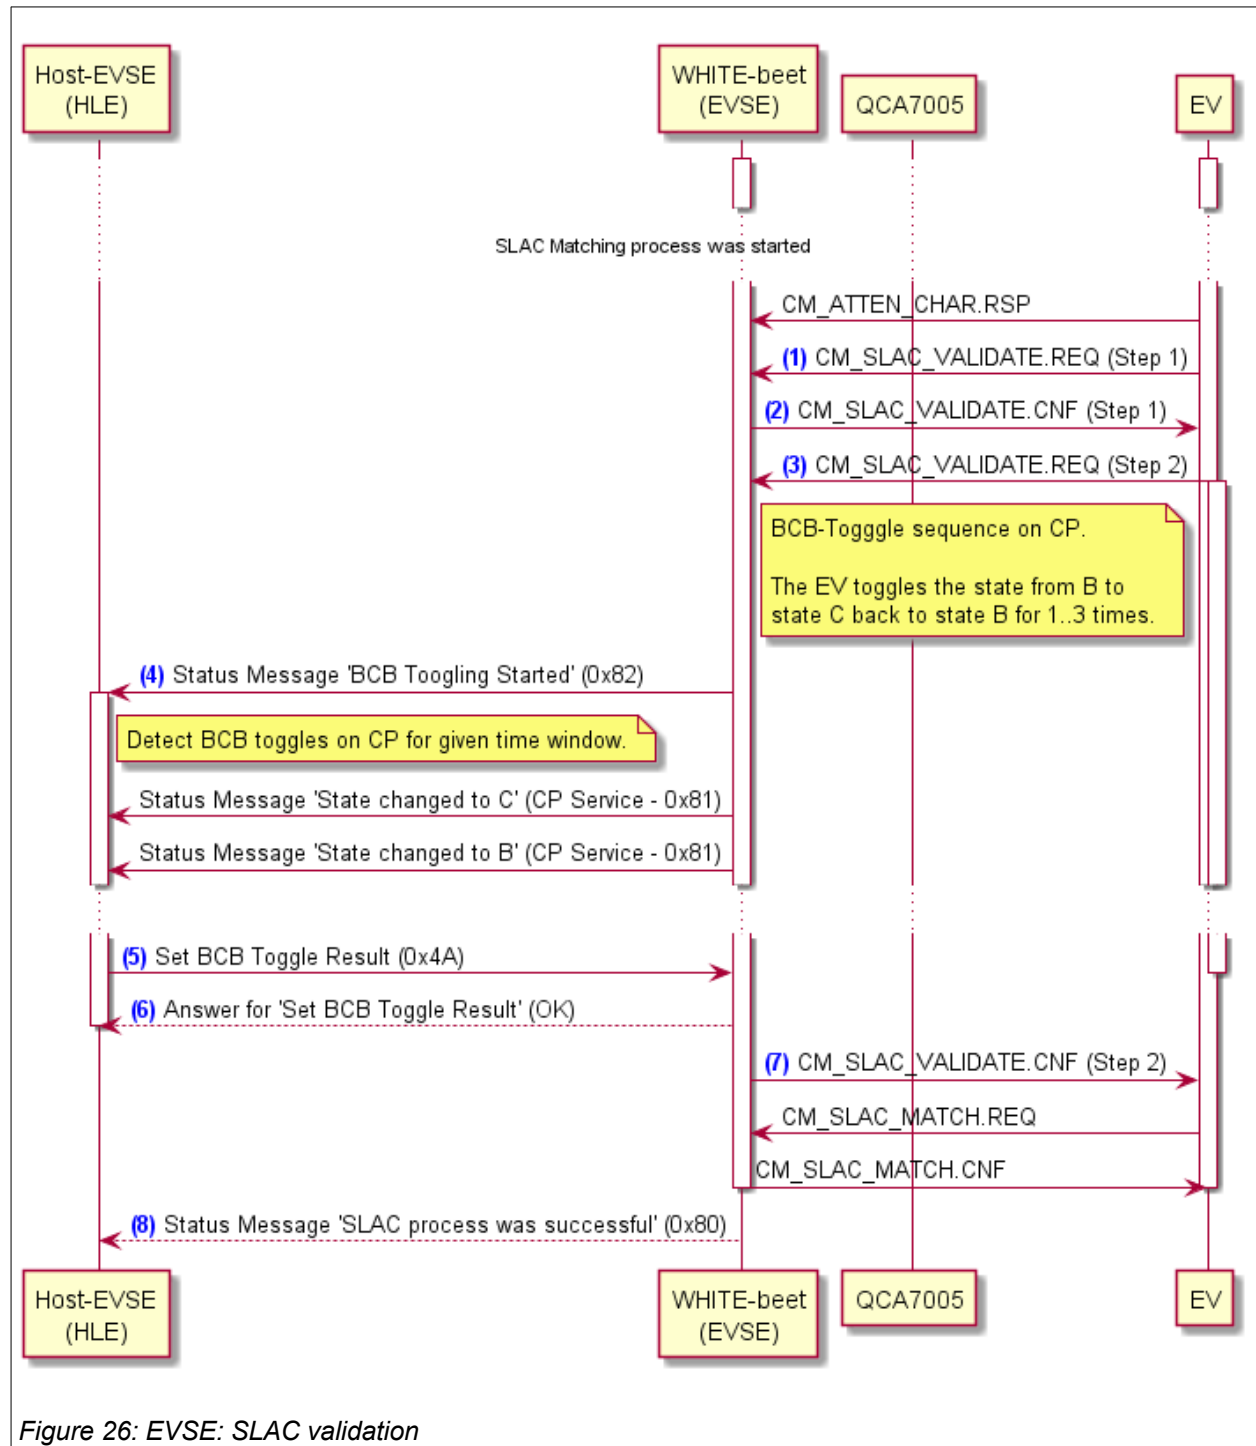 Host-EVSE
(HLE)
WHITE-beet
(EVSE)
QCA7005
EV
SLAC Matching process was started
CM_ATTEN_CHAR.RSP
(1) CM_SLAC_VALIDATE.REQ (Step 1)
(2) CM_SLAC_VALIDATE.CNF (Step 1)
(3) CM_SLAC_VALIDATE.REQ (Step 2)
BCB-Togggle sequence on CP.
The EV toggles the state from B to
state C back to state B for 1..3 times.
(4) Status Message 'BCB Toogling Started' (0x82)
Detect BCB toggles on CP for given time window.
Status Message 'State changed to C' (CP Service - 0x81)
Status Message 'State changed to B' (CP Service - 0x81)
(5) Set BCB Toggle Result (0x4A)
(6) Answer for 'Set BCB Toggle Result' (OK)
(7) CM_SLAC_VALIDATE.CNF (Step 2)
CM_SLAC_MATCH.REQ
CM_SLAC_MATCH.CNF
(8) Status Message 'SLAC process was successful' (0x80)
Host-EVSE
(HLE)
WHITE-beet
(EVSE)
QCA7005
EV
Figure 26: EVSE: SLAC validation